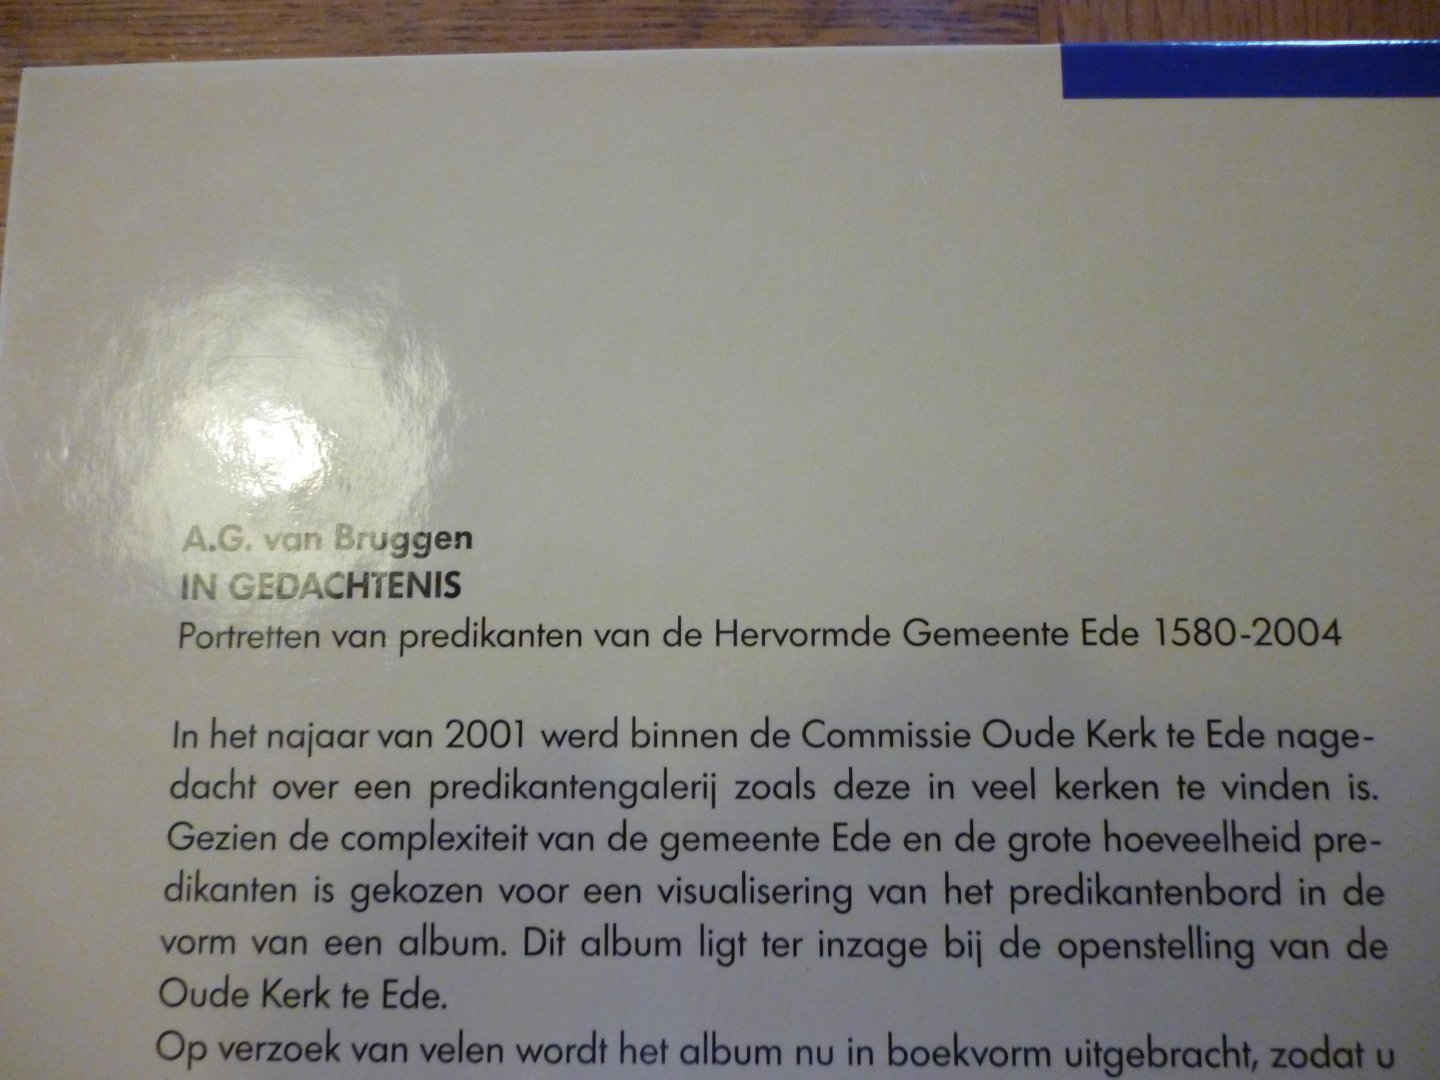 A.G. van Bruggen
IN GEDACHTENIS
Portretten van predikanten van de Hervormde Gemeente Ede 1580-2004
In het najaar van 2001 werd binnen de Commissie Oude Kerk te Ede nage-
dacht over een predikantengalerij zoals deze in veel kerken te vinden is.
Gezien de complexiteit van de gemeente Ede en de grote hoeveelheid pre-
dikanten is gekozen voor een visualisering van het predikantenbord in de
vorm van een album. Dit album ligt ter inzage bij de openstelling van de
Oude Kerk te Ede.
Op verzoek van velen wordt het album nu in boekvorm uitgebracht, zodat u